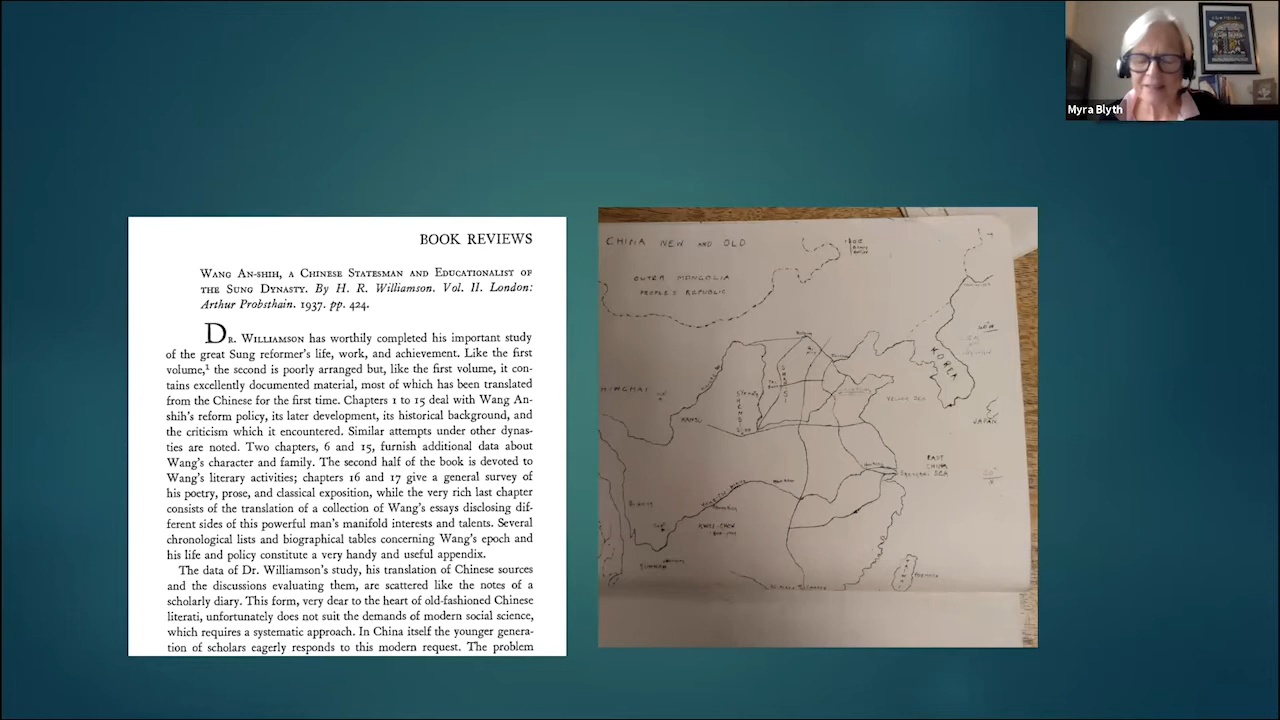 Myra Blyth
BOOK REVIEWS
WANG AN-SHIH, A CHINESE STATESMAN AND EDUCATIONALIST OF
THE SUNG DYNASTY. By H. R. Williamson. Vol. II. London:
Arthur Probsthain. 1937. pp. 424.
DR. WILLIAMSON has worthily completed his important study
of the great Sung reformer's life, work, and achievement. Like the first
volume,¹ the second is poorly arranged but, like the first volume, it con-
tains excellently documented material, most of which has been translated
from the Chinese for the first time. Chapters 1 to 15 deal with Wang An-
shih's reform policy, its later development, its historical background, and
the criticism which it encountered. Similar attempts under other dynas-
ties are noted. Two chapters, 6 and 15, furnish additional data about
Wang's character and family. The second half of the book is devoted to
Wang's literary activities; chapters 16 and 17 give a general survey of
his poetry, prose, and classical exposition, while the very rich last chapter
consists of the translation of a collection of Wang's essays disclosing dif-
ferent sides of this powerful man's manifold interests and talents. Several
chronological lists and biographical tables concerning Wang's epoch and
his life and policy constitute a very handy and useful appendix.
The data of Dr. Williamson's study, his translation of Chinese sources
and the discussions evaluating them, are scattered like the notes of a
scholarly diary. This form, very dear to the heart of old-fashioned Chinese
literati, unfortunately does not suit the demands of modern social science,
which requires a systematic approach. In China itself the younger genera-
tion of scholars eagerly responds to this modern request. The problem
CHINA NEW AND OLD
OUTER MONGOLIA
PEOPLE'S REPUBLIC
KOREA
YELLOW SEA
JAPAN
KANSU
SHENSI
EAST
CHINA
SEA
Shanghai
YUNNAN
FORMOSA